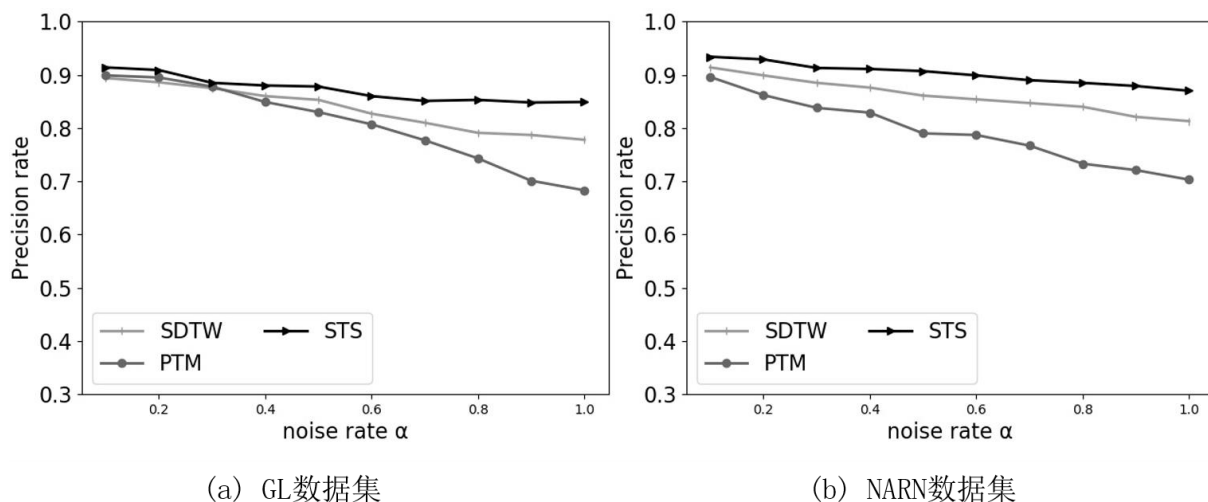 1.0
0.9
0.8
0.7
0.6
0.5
0.4
0.3
Precision rate
SDTW
STS
PTM
0.2 0.4 0.6 0.8 1.0
noise rate α
(a) GL数据集
1.0
0.9
0.8
0.7
0.6
0.5
0.4
0.3
Precision rate
SDTW
STS
PTM
0.2 0.4 0.6 0.8 1.0
noise rate α
(b) NARN数据集